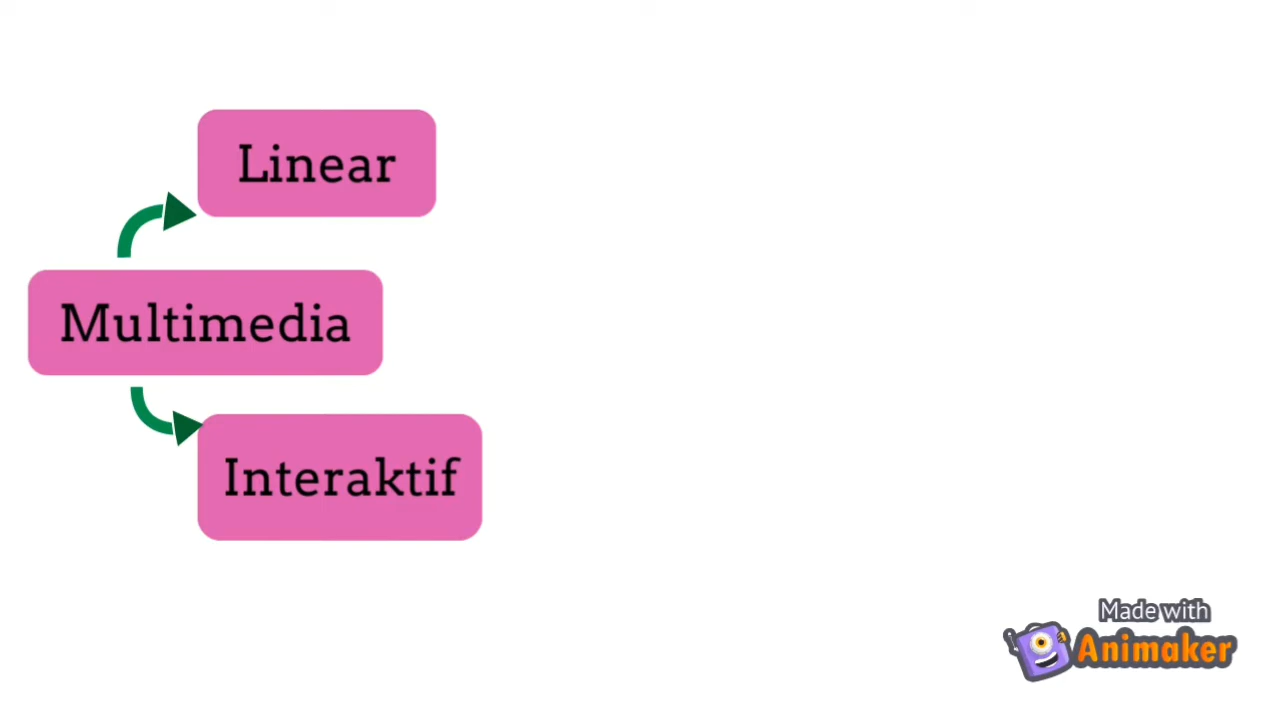 Linear
Multimedia
Interaktif
Made with
Animaker